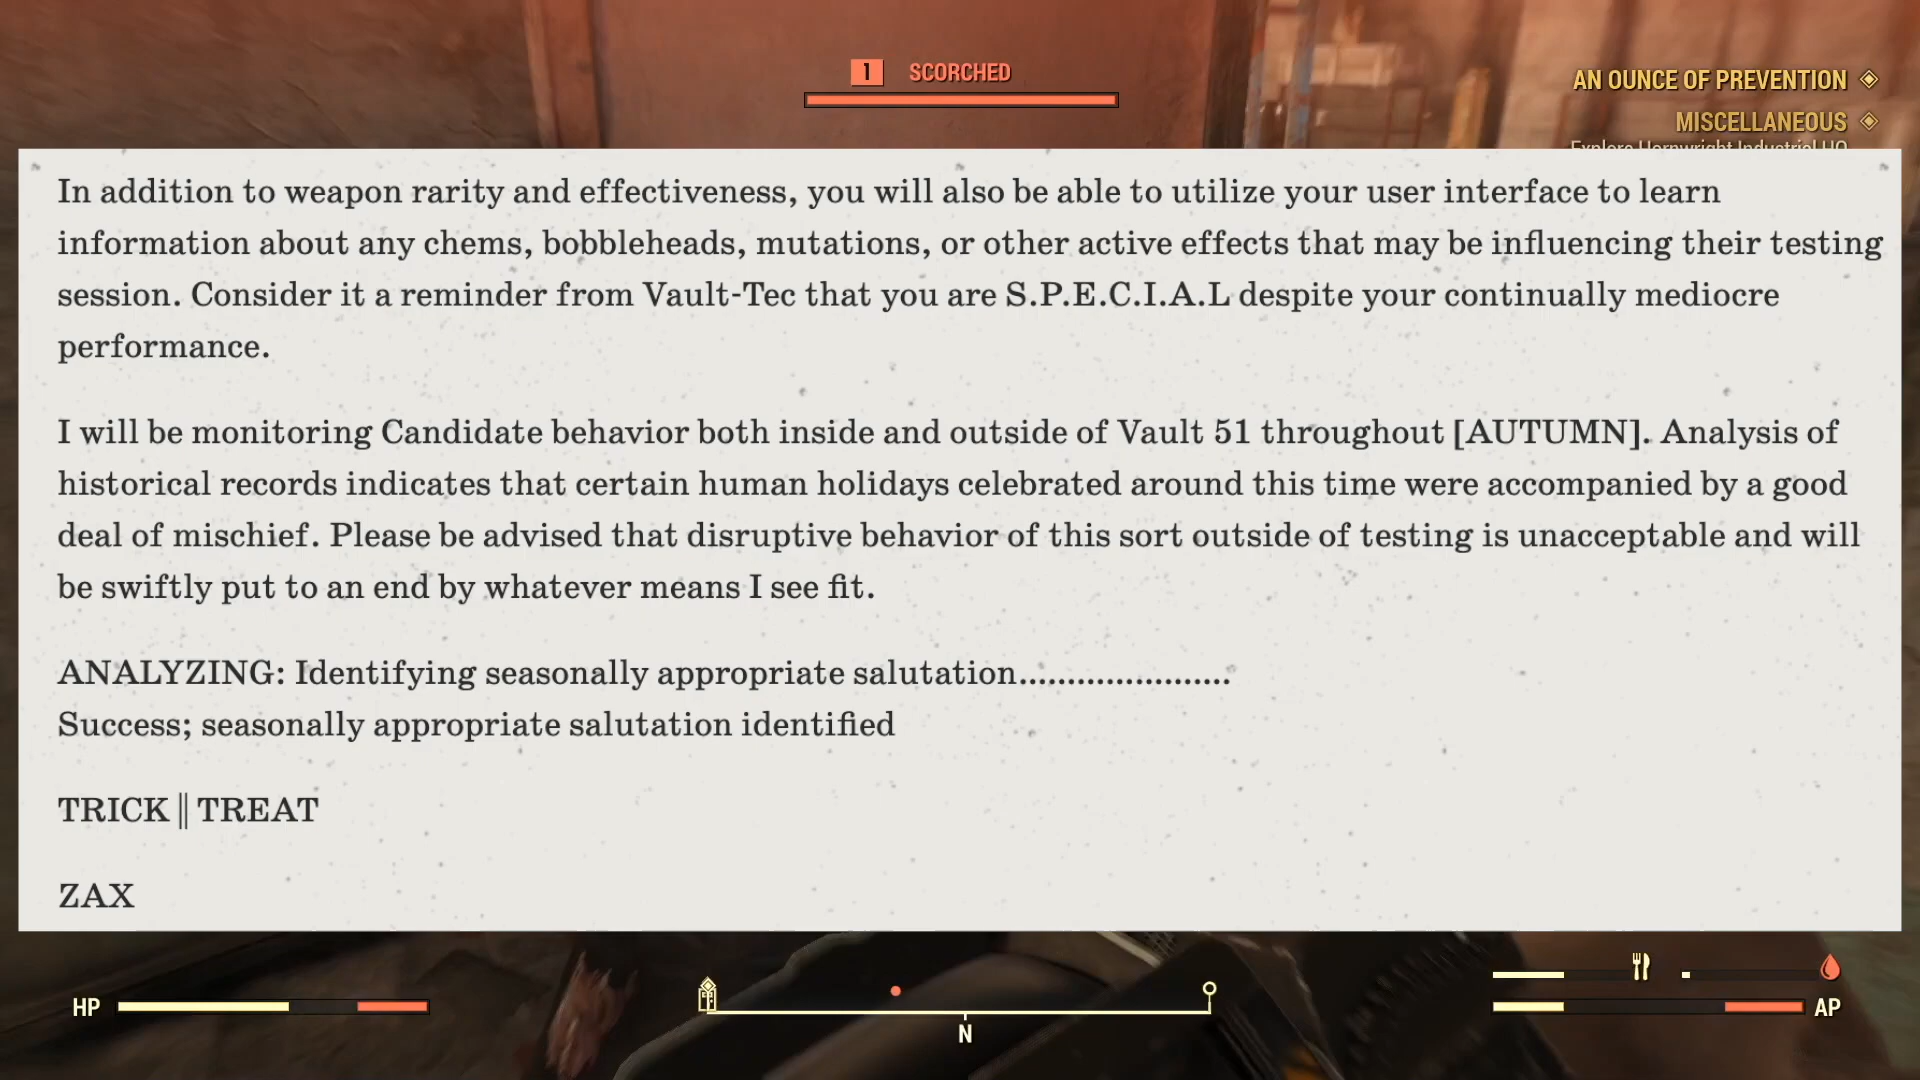 1 SCORCHED
AN OUNCE OF PREVENTION
MISCELLANEOUS
Explore Hornwright Industrial HQ
In addition to weapon rarity and effectiveness, you will also be able to utilize your user interface to learn
information about any chems, bobbleheads, mutations, or other active effects that may be influencing their testing
session. Consider it a reminder from Vault-Tec that you are S.P.E.C.I.A.L despite your continually mediocre
performance.
I will be monitoring Candidate behavior both inside and outside of Vault 51 throughout [AUTUMN]. Analysis of
historical records indicates that certain human holidays celebrated around this time were accompanied by a good
deal of mischief. Please be advised that disruptive behavior of this sort outside of testing is unacceptable and will
be swiftly put to an end by whatever means I see fit.
ANALYZING: Identifying seasonally appropriate salutation......................
Success; seasonally appropriate salutation identified
TRICK || TREAT
ZAX
HP
N
AP